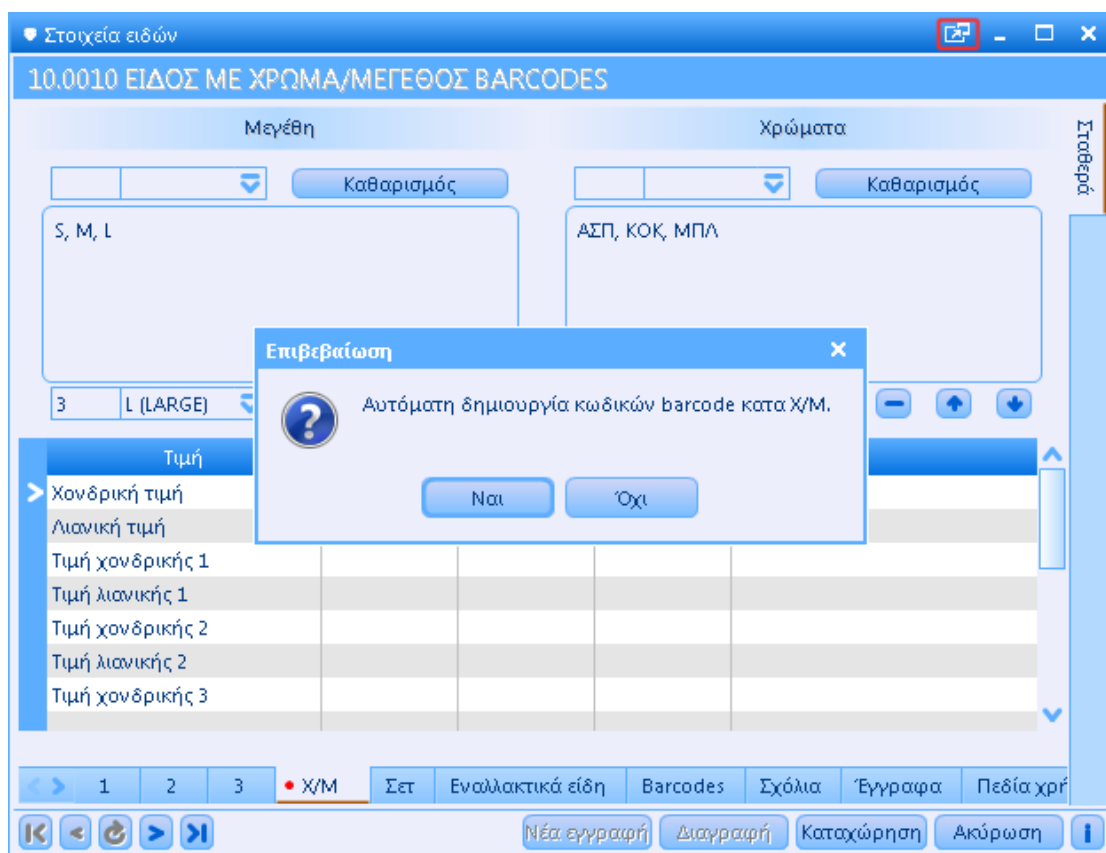 Στοιχεία ειδών
10.0010 ΕΙΔΟΣ ΜΕ ΧΡΩΜΑ/ΜΕΓΕΘΟΣ BARCODES
Μεγέθη Χρώματα
Σταθερά
Καθαρισμός Καθαρισμός
S, M, L ΑΣΠ, ΚΟΚ, ΜΠΛ
Επιβεβαίωση
Αυτόματη δημιουργία κωδικών barcode κατα Χ/Μ.
Ναι Όχι
3 L (LARGE)
Τιμή
Χονδρική τιμή
Λιανική τιμή
Τιμή χονδρικής 1
Τιμή λιανικής 1
Τιμή χονδρικής 2
Τιμή λιανικής 2
Τιμή χονδρικής 3
1 2 3 Χ/Μ Σετ Εναλλακτικά είδη Barcodes Σχόλια Έγγραφα Πεδία χρή
Νέα εγγραφή Διαγραφή Καταχώρηση Ακύρωση i